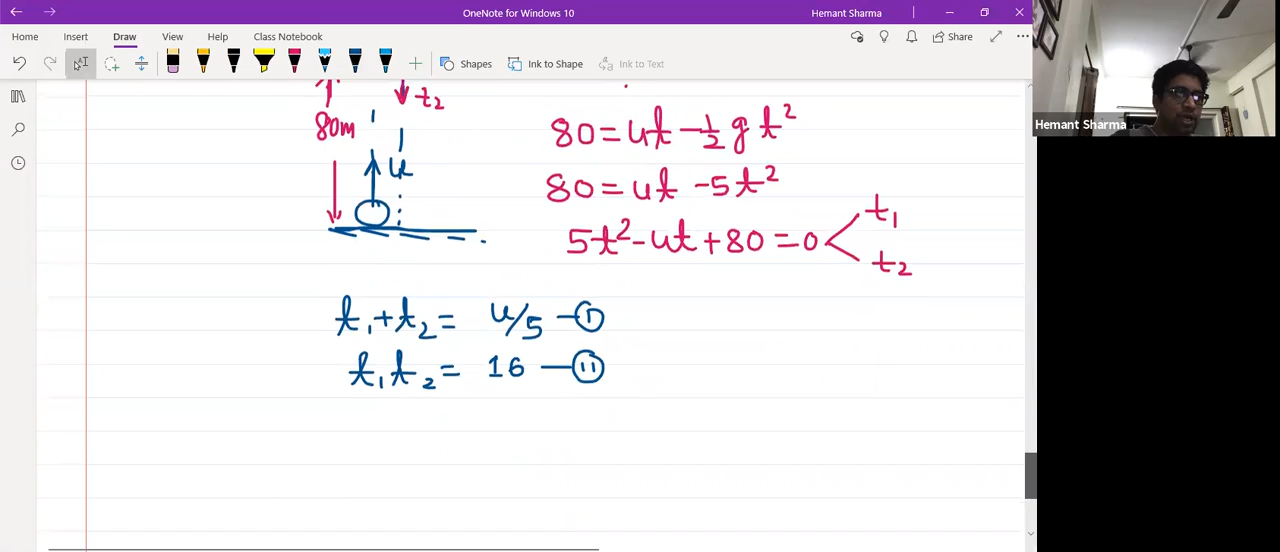 OneNote for Windows 10
Hemant Sharma
Home Insert Draw View Help Class Notebook
Share
Shapes Ink to Shape Ink to Text
t₂
80m
u
80 = ut - ½ g t²
80 = ut - 5t²
5t² - ut + 80 = 0 < t₁
t₂
t₁ + t₂ = u/5 — (I)
t₁ t₂ = 16 — (II)
Hemant Sharma